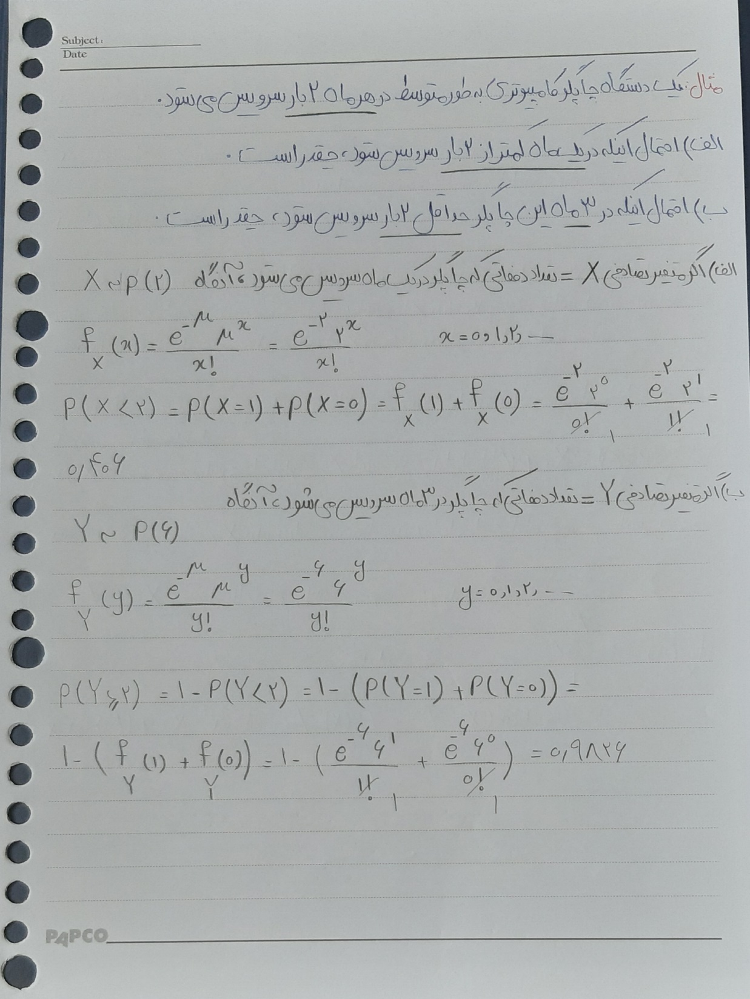 Subject:
Date
مثال: یک دستگاه چاپگر کامپیوتری به طور متوسط در هر ماه ۲ بار سرویس می شود.
الف) احتمال اینکه در یک ماه کمتر از ۲ بار سرویس شود، چقدر است.
ب) احتمال اینکه در ۳ ماه این چاپگر حداقل ۲ بار سرویس شود، چقدر است.
الف) اگر متغیر تصادفی X = تعداد دفعاتی که چاپگر در یک ماه سرویس می شود، آنگاه X ~ P(۲)
f_X (x) = e^-μ μ^x / x! = e^-۲ ۲^x / x! x = ۰,۱,۲, ...
P(X < ۲) = P(X=۱) + P(X=۰) = f_X (۱) + f_X (۰) = e^-۲ ۲^۰ / ۰! ۱ + e^-۲ ۲^۱ / ۱! ۱ =
۰,۴۰۶
ب) اگر متغیر تصادفی Y = تعداد دفعاتی که چاپگر در ۳ ماه سرویس می شود، آنگاه
Y ~ P(۶)
f_Y (y) = e^-μ μ^y / y! = e^-۶ ۶^y / y! y = ۰,۱,۲, ...
P(Y ≥ ۲) = ۱ - P(Y < ۲) = ۱ - (P(Y=۱) + P(Y=۰)) =
۱ - (f_Y (۱) + f_Y (۰)) = ۱ - (e^-۶ ۶^۱ / ۱! ۱ + e^-۶ ۶^۰ / ۰! ۱) = ۰,۹۸۲۶
PAPCO